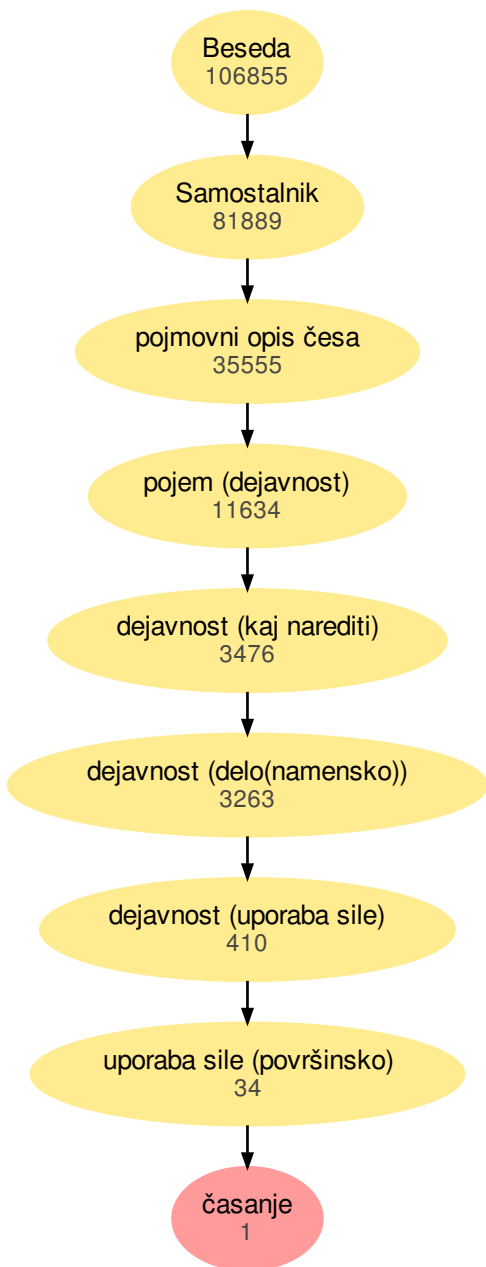 Beseda
106855
Samostalnik
81889
pojmovni opis česa
35555
pojem (dejavnost)
11634
dejavnost (kaj narediti)
3476
dejavnost (delo(namensko))
3263
dejavnost (uporaba sile)
410
uporaba sile (površinsko)
34
časanje
1